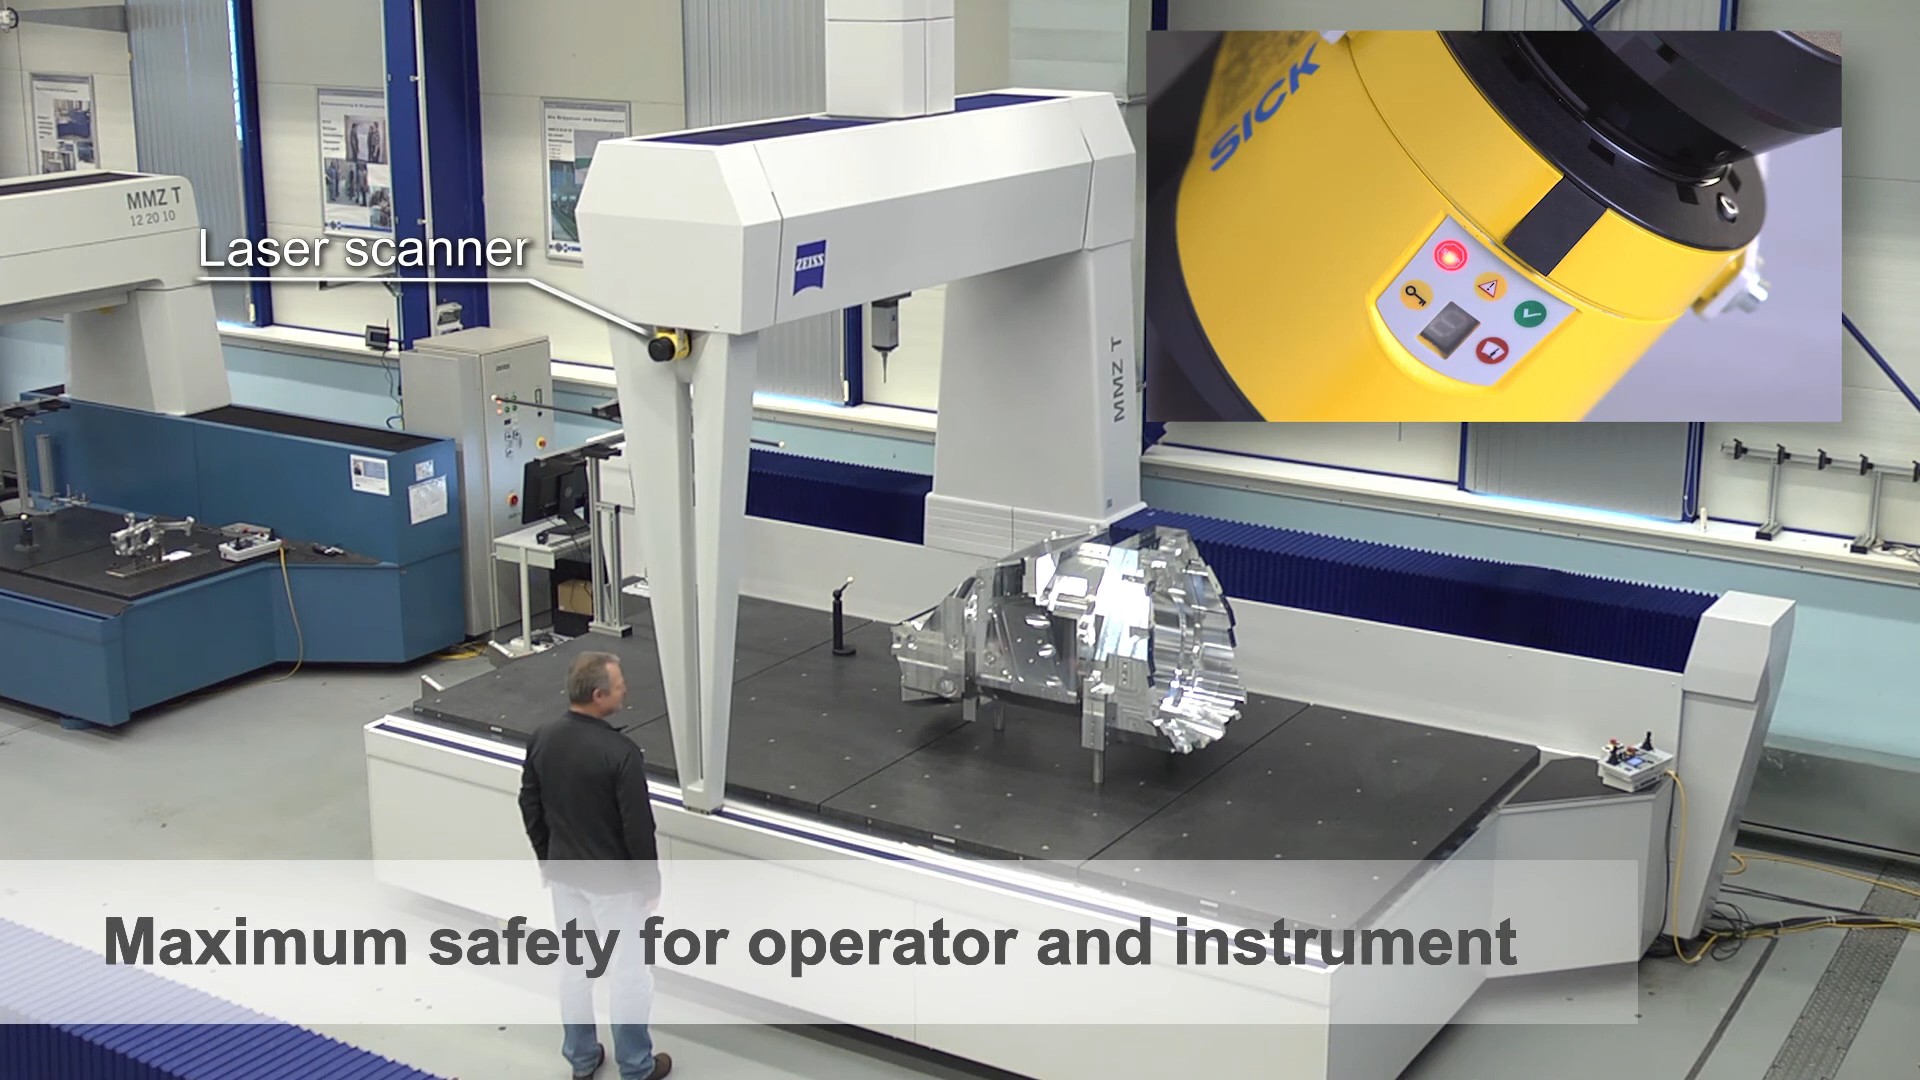 SICK
MMZ T
12 20 10
Laser scanner
ZEISS
MMZ T
Maximum safety for operator and instrument